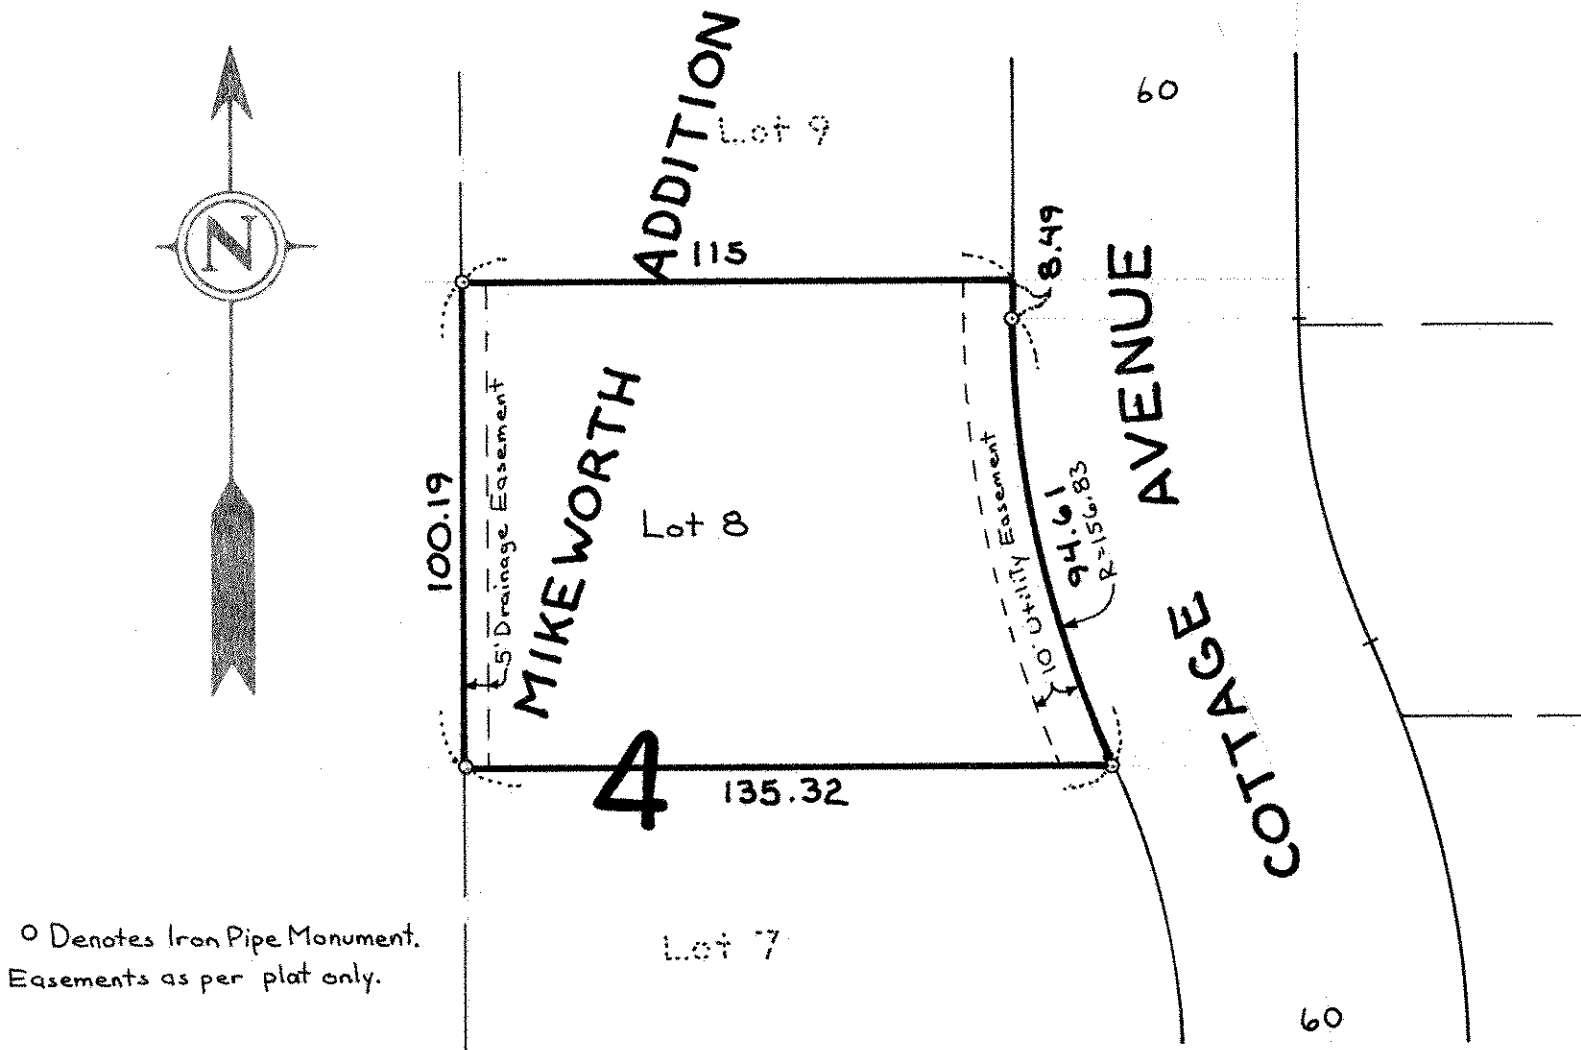 60
Lot 9
ADDITION
N
115
8.49
AVENUE
5' Drainage Easement
MIKEWORTH
100.19
Lot 8
10' Utility Easement
94.61
R=156.83
COTTAGE
4
135.32
O Denotes Iron Pipe Monument.
Easements as per plat only.
Lot 7
60